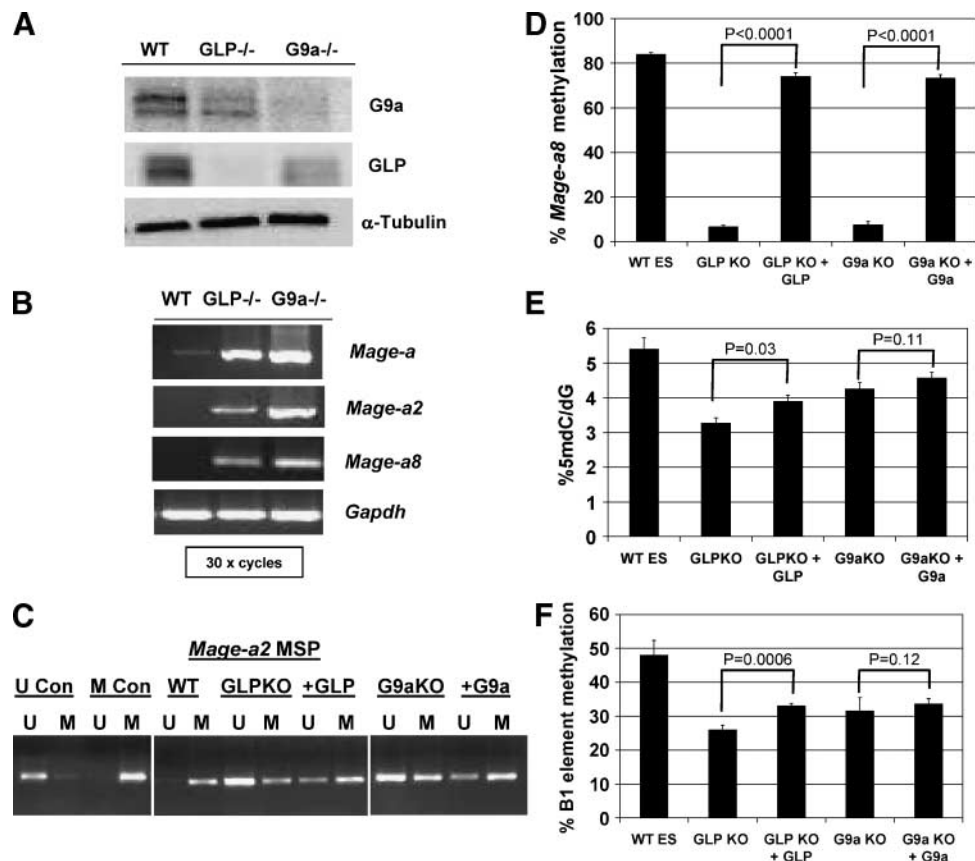 A
WT GLP-/- G9a-/-
G9a
GLP
α-Tubulin
B
WT GLP-/- G9a-/-
Mage-a
Mage-a2
Mage-a8
Gapdh
30 x cycles
C
Mage-a2 MSP
U Con M Con WT GLPKO +GLP G9aKO +G9a
U M U M U M U M U M U M U M
D
% Mage-a8 methylation
100
80
60
40
20
0
P<0.0001
P<0.0001
WT ES GLP KO GLP KO + GLP G9a KO G9a KO + G9a
E
%5mdC/dG
6
5
4
3
2
1
0
P=0.03
P=0.11
WT ES GLPKO GLPKO + GLP G9aKO G9aKO + G9a
F
% B1 element methylation
60
50
40
30
20
10
0
P=0.0006
P=0.12
WT ES GLP KO GLP KO + GLP G9a KO G9a KO + G9a